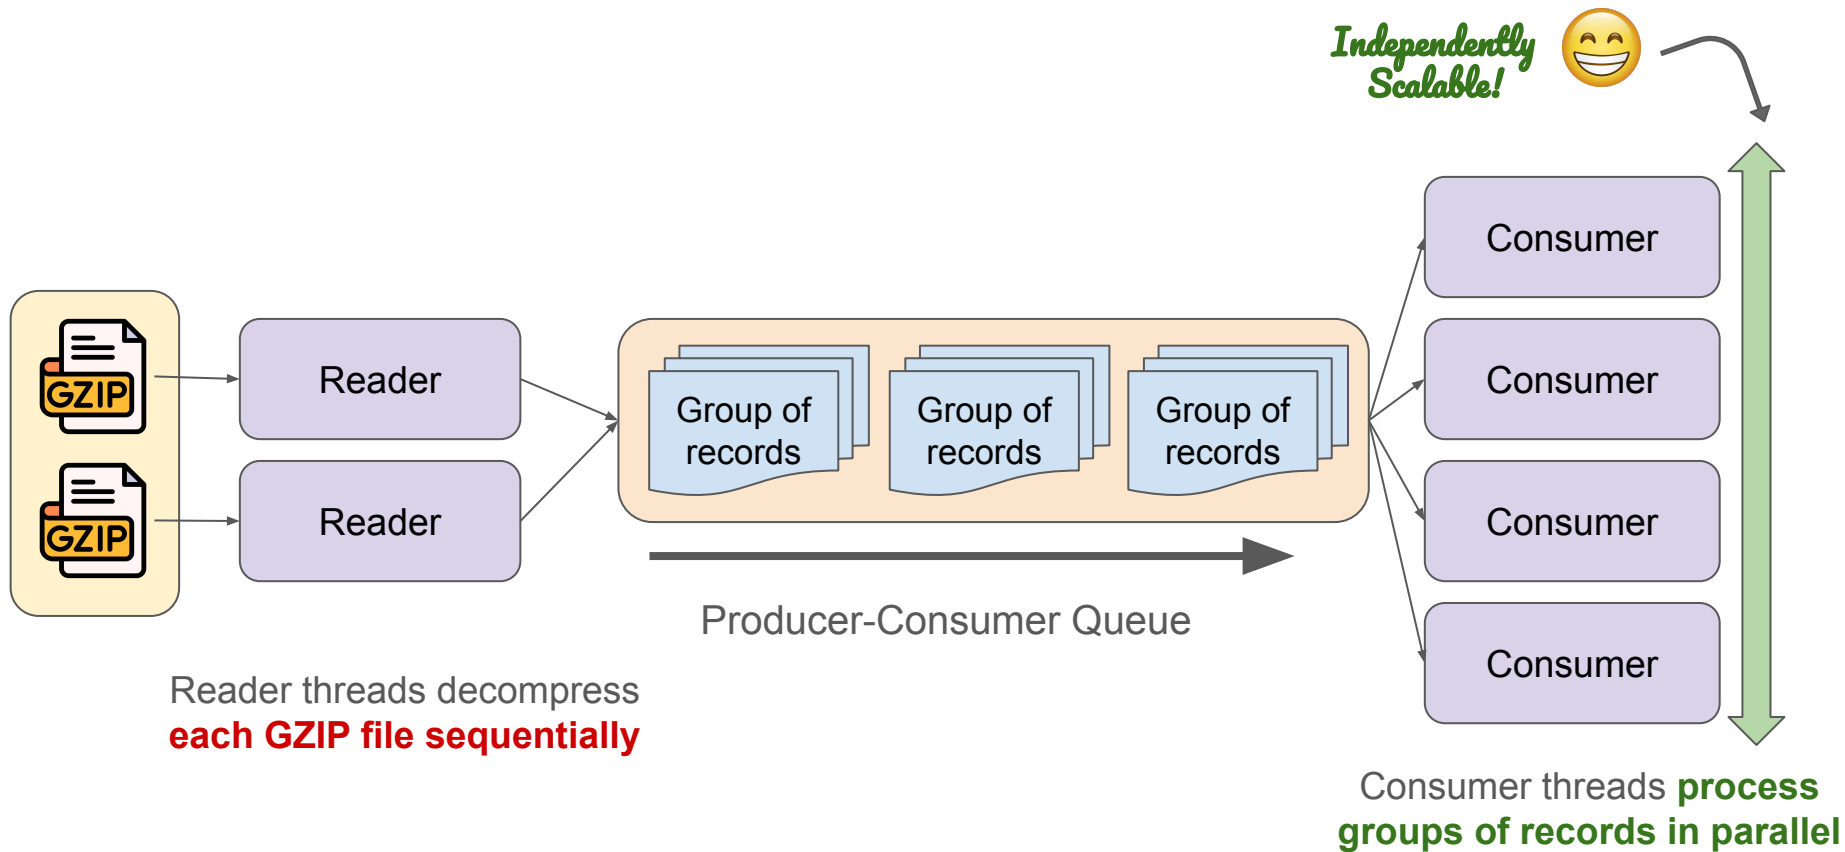 Independently
Scalable!
GZIP
GZIP
Reader
Reader
Group of
records
Group of
records
Group of
records
Producer-Consumer Queue
Consumer
Consumer
Consumer
Consumer
Reader threads decompress
each GZIP file sequentially
Consumer threads process
groups of records in parallel